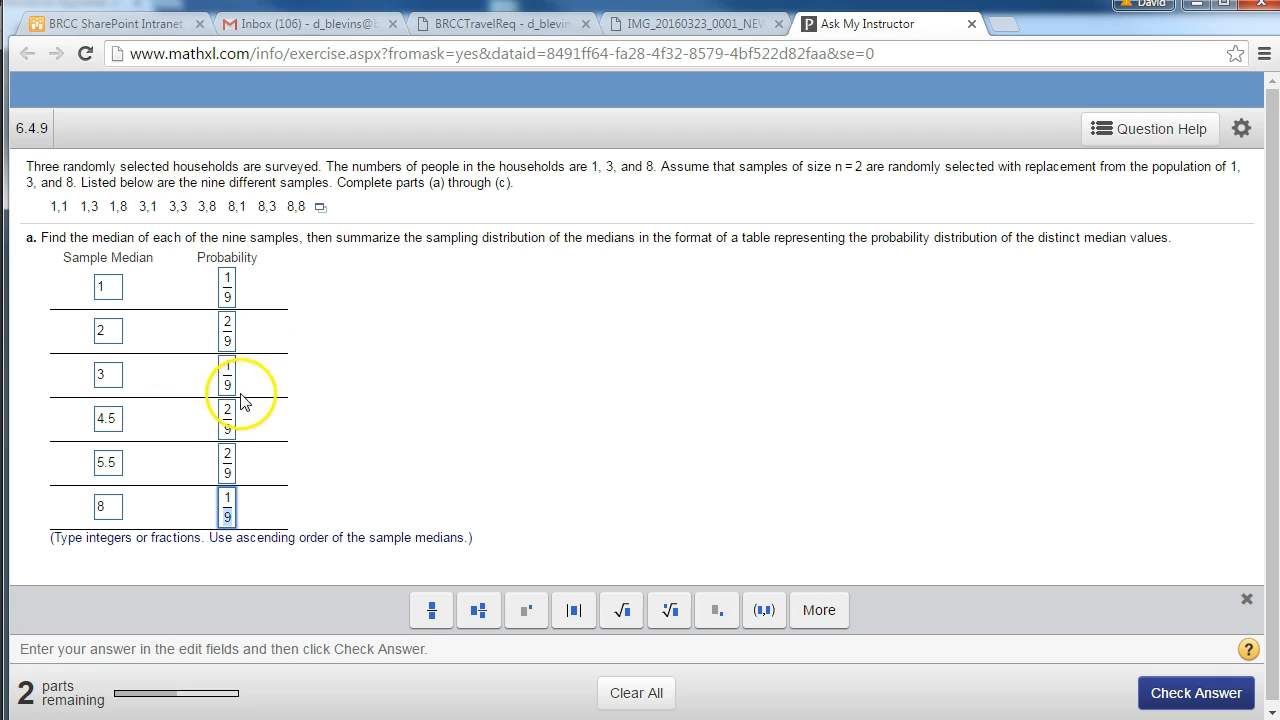 David
BRCC SharePoint Intranet
Inbox (106) - d_blevins@b
BRCCTravelReq - d_blevin
IMG_20160323_0001_NEW
Ask My Instructor
www.mathxl.com/info/exercise.aspx?fromask=yes&dataid=8491ff64-fa28-4f32-8579-4bf522d82faa&se=0
6.4.9
Question Help
Three randomly selected households are surveyed. The numbers of people in the households are 1, 3, and 8. Assume that samples of size n = 2 are randomly selected with replacement from the population of 1,
3, and 8. Listed below are the nine different samples. Complete parts (a) through (c).
1,1 1,3 1,8 3,1 3,3 3,8 8,1 8,3 8,8
a. Find the median of each of the nine samples, then summarize the sampling distribution of the medians in the format of a table representing the probability distribution of the distinct median values.
Sample Median Probability
1 1/9
2 2/9
3 1/9
4.5 2/9
5.5 2/9
8 1/9
(Type integers or fractions. Use ascending order of the sample medians.)
More
Enter your answer in the edit fields and then click Check Answer.
?
2 parts remaining
Clear All
Check Answer